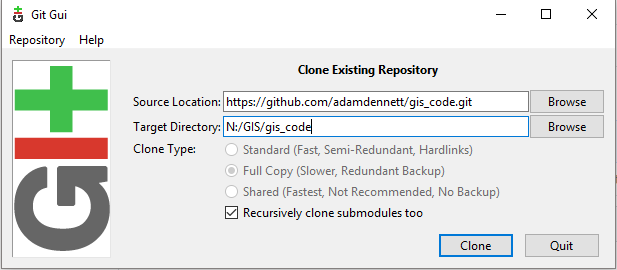 Git Gui
Repository Help
Clone Existing Repository
Source Location: https://github.com/adamdennett/gis_code.git Browse
Target Directory: N:/GIS/gis_code Browse
Clone Type: Standard (Fast, Semi-Redundant, Hardlinks)
Full Copy (Slower, Redundant Backup)
Shared (Fastest, Not Recommended, No Backup)
Recursively clone submodules too
Clone Quit
Git